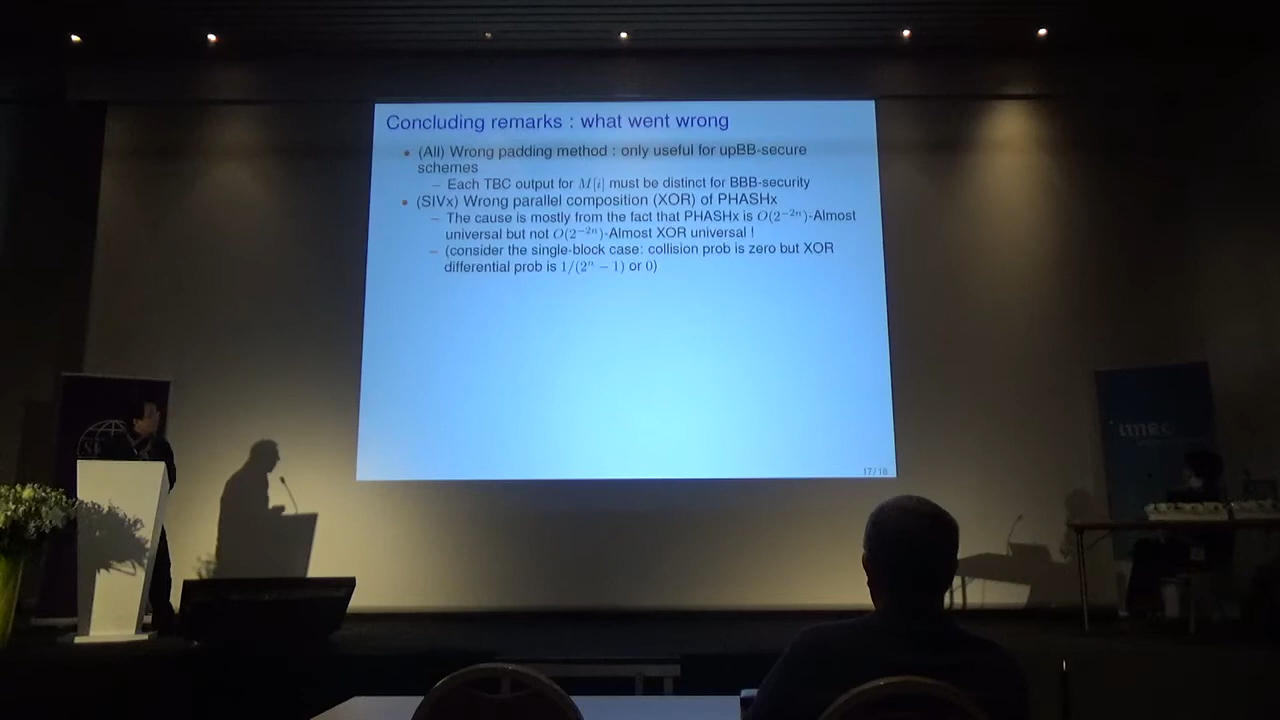 Concluding remarks : what went wrong
• (All) Wrong padding method : only useful for upBB-secure
schemes
– Each TBC output for M[i] must be distinct for BBB-security
• (SIVx) Wrong parallel composition (XOR) of PHASHx
– The cause is mostly from the fact that PHASHx is O(2⁻²ⁿ)-Almost
universal but not O(2⁻²ⁿ)-Almost XOR universal !
– (consider the single-block case: collision prob is zero but XOR
differential prob is 1/(2ⁿ − 1) or 0)
17/18
imec